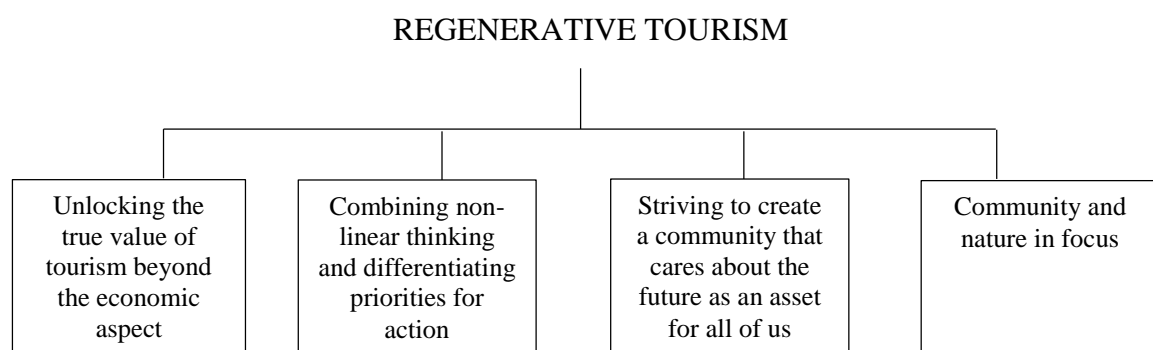 REGENERATIVE TOURISM
Unlocking the
true value of
tourism beyond
the economic
aspect
Combining non-
linear thinking
and differentiating
priorities for
action
Striving to create
a community that
cares about the
future as an asset
for all of us
Community and
nature in focus